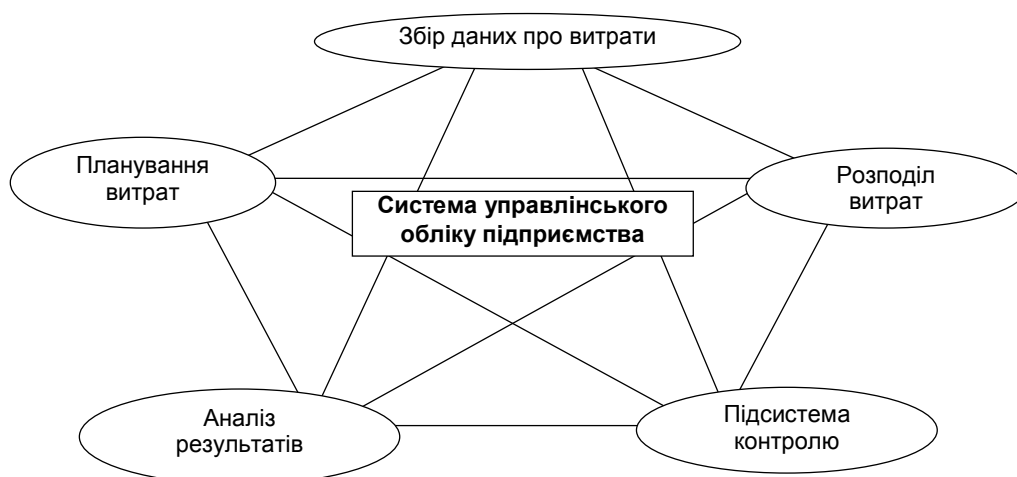 Збір даних про витрати
Планування
витрат
Розподіл
витрат
Система управлінського
обліку підприємства
Аналіз
результатів
Підсистема
контролю